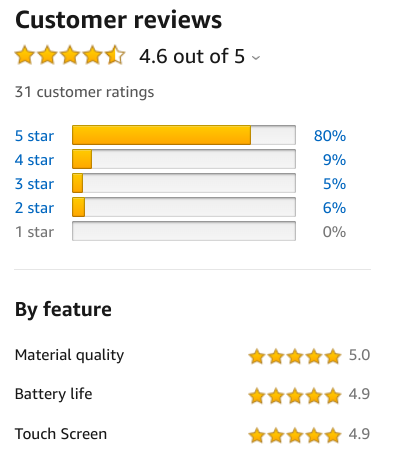 Customer reviews
4.6 out of 5
31 customer ratings
5 star 80%
4 star 9%
3 star 5%
2 star 6%
1 star 0%
By feature
Material quality 5.0
Battery life 4.9
Touch Screen 4.9